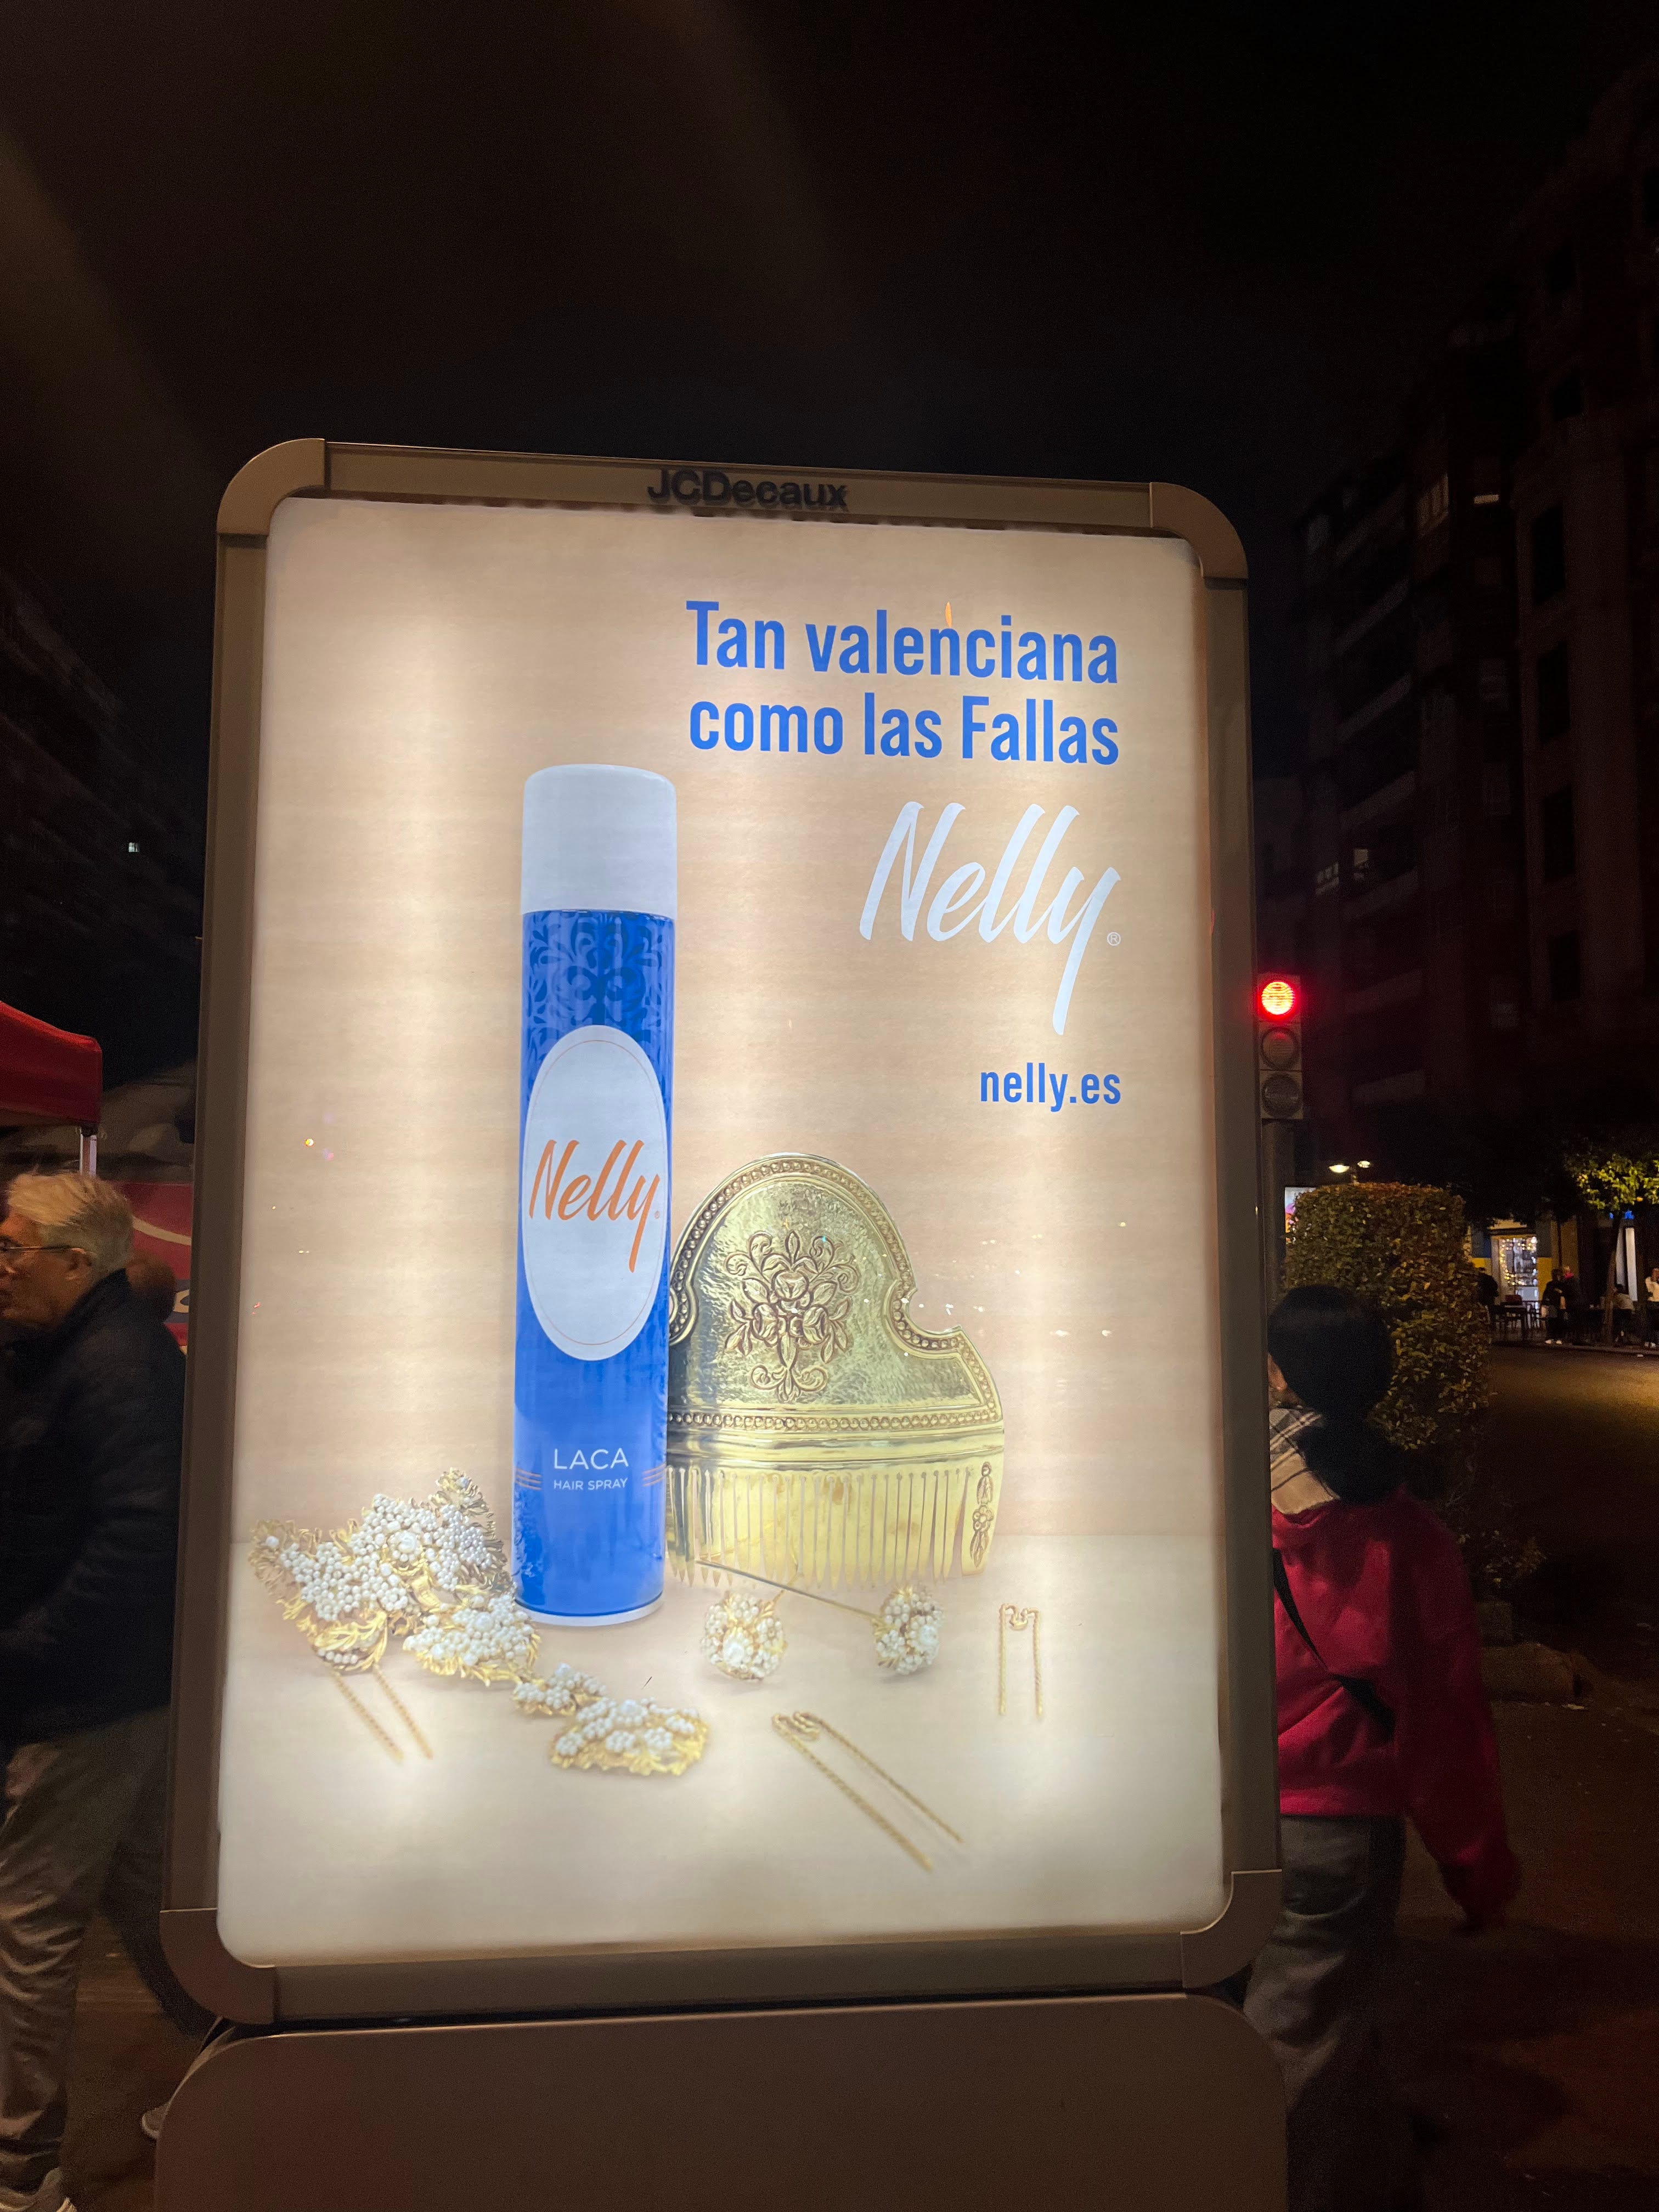 JCDecaux
Tan valenciana
como las Fallas
Nelly®
nelly.es
Nelly®
LACA
HAIR SPRAY